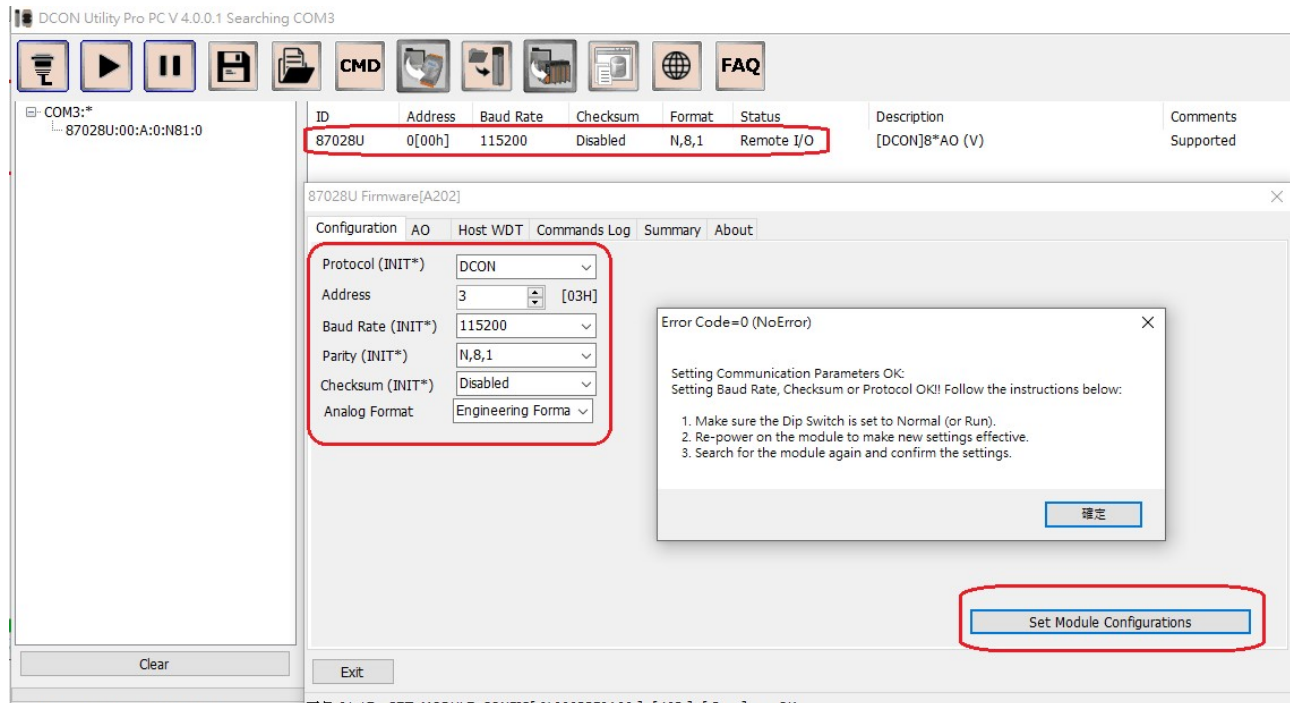 DCON Utility Pro PC V 4.0.0.1 Searching COM3
CMD
FAQ
COM3:*
87028U:00:A:0:N81:0
ID Address Baud Rate Checksum Format Status Description Comments
87028U 0[00h] 115200 Disabled N,8,1 Remote I/O [DCON]8*AO (V) Supported
87028U Firmware[A202]
Configuration AO Host WDT Commands Log Summary About
Protocol (INIT*) DCON
Address 3 [03H]
Baud Rate (INIT*) 115200
Parity (INIT*) N,8,1
Checksum (INIT*) Disabled
Analog Format Engineering Forma
Error Code=0 (NoError)
Setting Communication Parameters OK:
Setting Baud Rate, Checksum or Protocol OK!! Follow the instructions below:
1. Make sure the Dip Switch is set to Normal (or Run).
2. Re-power on the module to make new settings effective.
3. Search for the module again and confirm the settings.
確定
Set Module Configurations
Clear
Exit